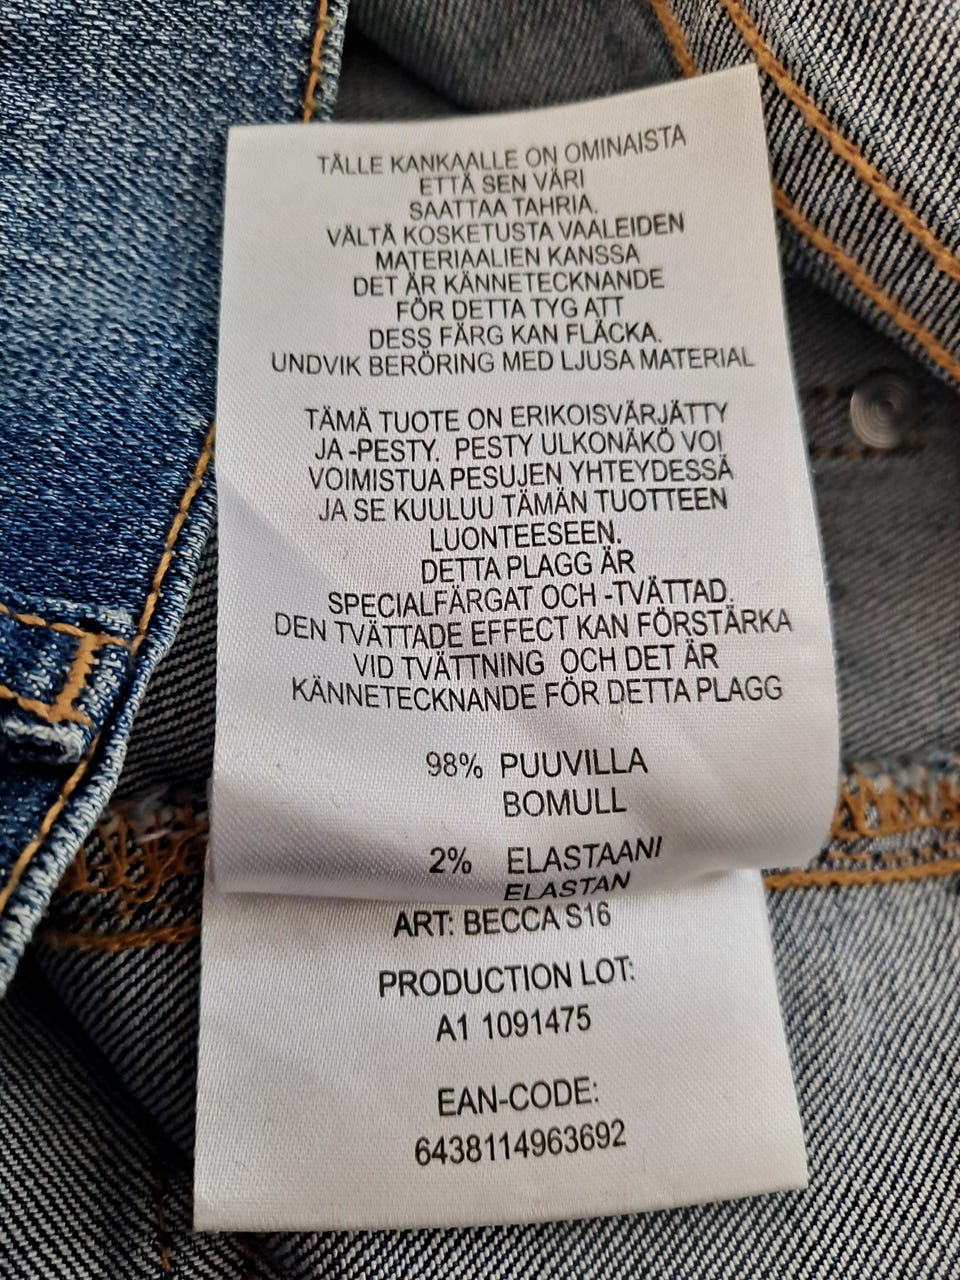 TÄLLE KANKAALLE ON OMINAISTA
ETTÄ SEN VÄRI
SAATTAA TAHRIA.
VÄLTÄ KOSKETUSTA VAALEIDEN
MATERIAALIEN KANSSA
DET ÄR KÄNNETECKNANDE
FÖR DETTA TYG ATT
DESS FÄRG KAN FLÄCKA.
UNDVIK BERÖRING MED LJUSA MATERIAL
TÄMÄ TUOTE ON ERIKOISVÄRJÄTTY
JA -PESTY. PESTY ULKONÄKÖ VOI
VOIMISTUA PESUJEN YHTEYDESSÄ
JA SE KUULUU TÄMÄN TUOTTEEN
LUONTEESEEN.
DETTA PLAGG ÄR
SPECIALFÄRGAT OCH -TVÄTTAD.
DEN TVÄTTADE EFFECT KAN FÖRSTÄRKA
VID TVÄTTNING OCH DET ÄR
KÄNNETECKNANDE FÖR DETTA PLAGG
98% PUUVILLA
BOMULL
2% ELASTAANI
ELASTAN
ART: BECCA S16
PRODUCTION LOT:
A1 1091475
EAN-CODE:
6438114963692